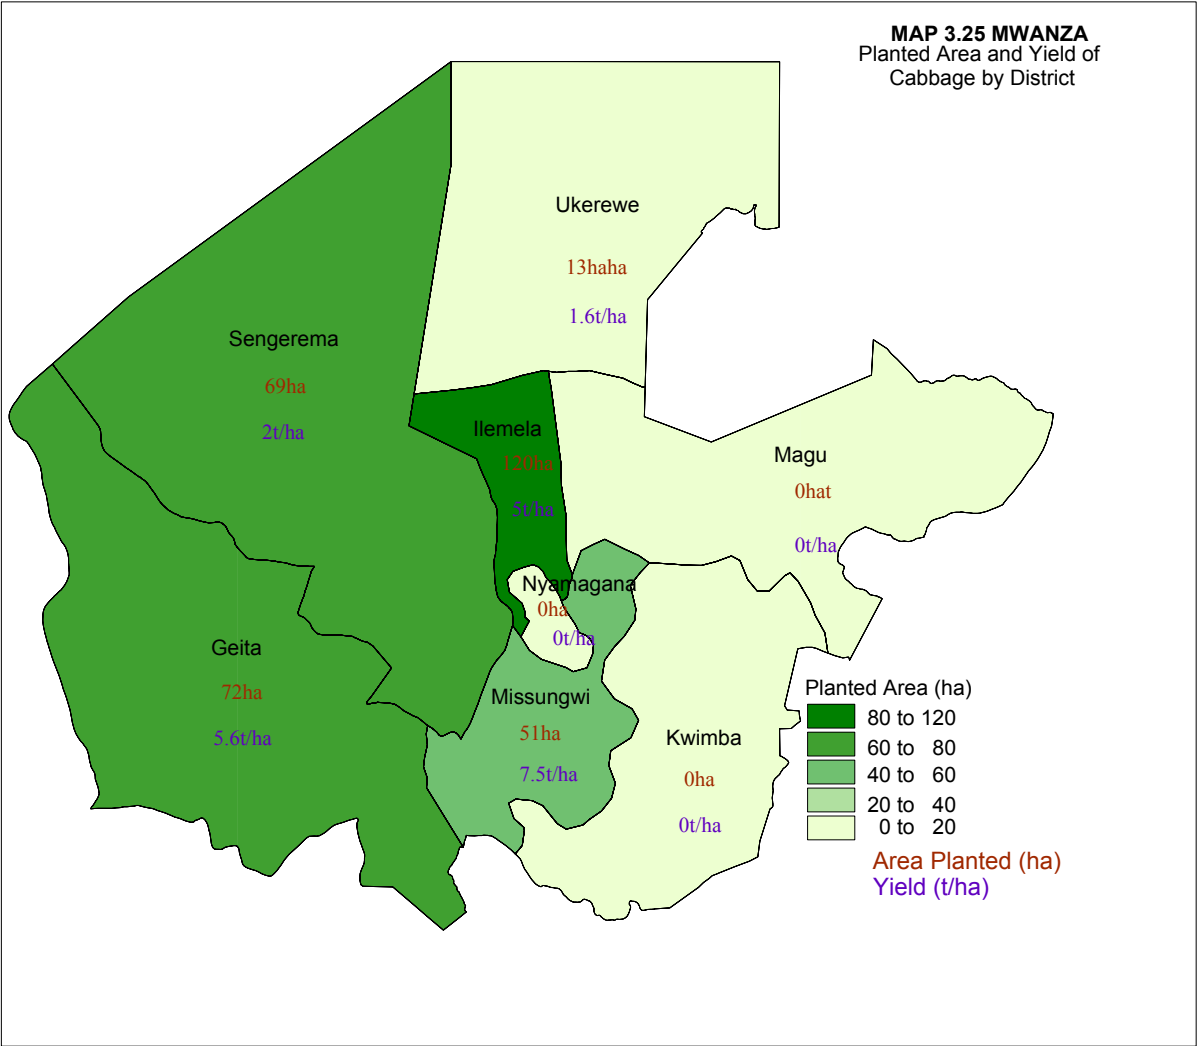 MAP 3.25 MWANZA
Planted Area and Yield of
Cabbage by District
Ukerewe
13haha
1.6t/ha
Sengerema
69ha
2t/ha
Ilemela
120ha
5t/ha
Magu
0hat
0t/ha
Nyamagana
0ha
0t/ha
Geita
72ha
5.6t/ha
Missungwi
51ha
7.5t/ha
Kwimba
0ha
0t/ha
Planted Area (ha)
80 to 120
60 to 80
40 to 60
20 to 40
0 to 20
Area Planted (ha)
Yield (t/ha)